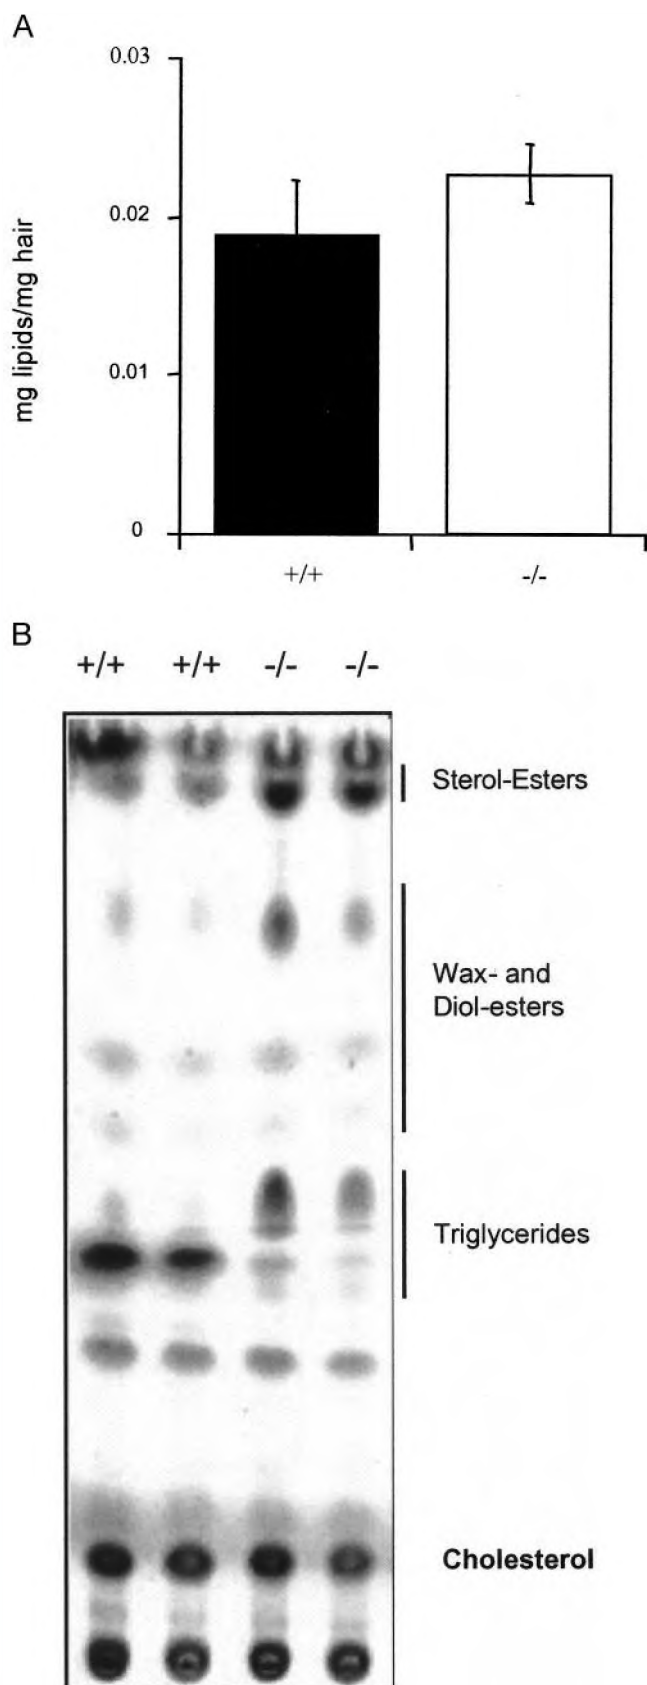 A
0.03
0.02
0.01
0
mg lipids/mg hair
+/+ -/-
B
+/+ +/+ -/- -/-
Sterol-Esters
Wax- and
Diol-esters
Triglycerides
Cholesterol